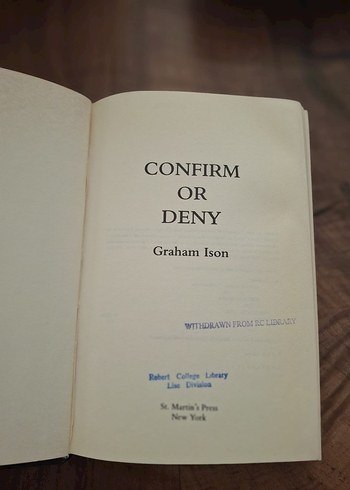 CONFIRM
OR
DENY
Graham Ison
WITHDRAWN FROM RC LIBRARY
Robert College Library
Lise Division
St. Martin's Press
New York